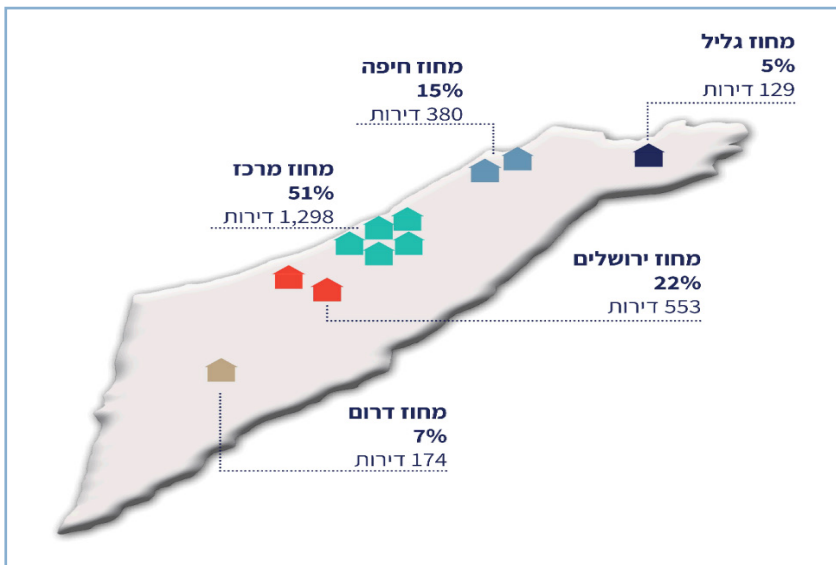 מחוז גליל
5%
129 דירות
מחוז חיפה
15%
380 דירות
מחוז מרכז
51%
1,298 דירות
מחוז ירושלים
22%
553 דירות
מחוז דרום
7%
174 דירות